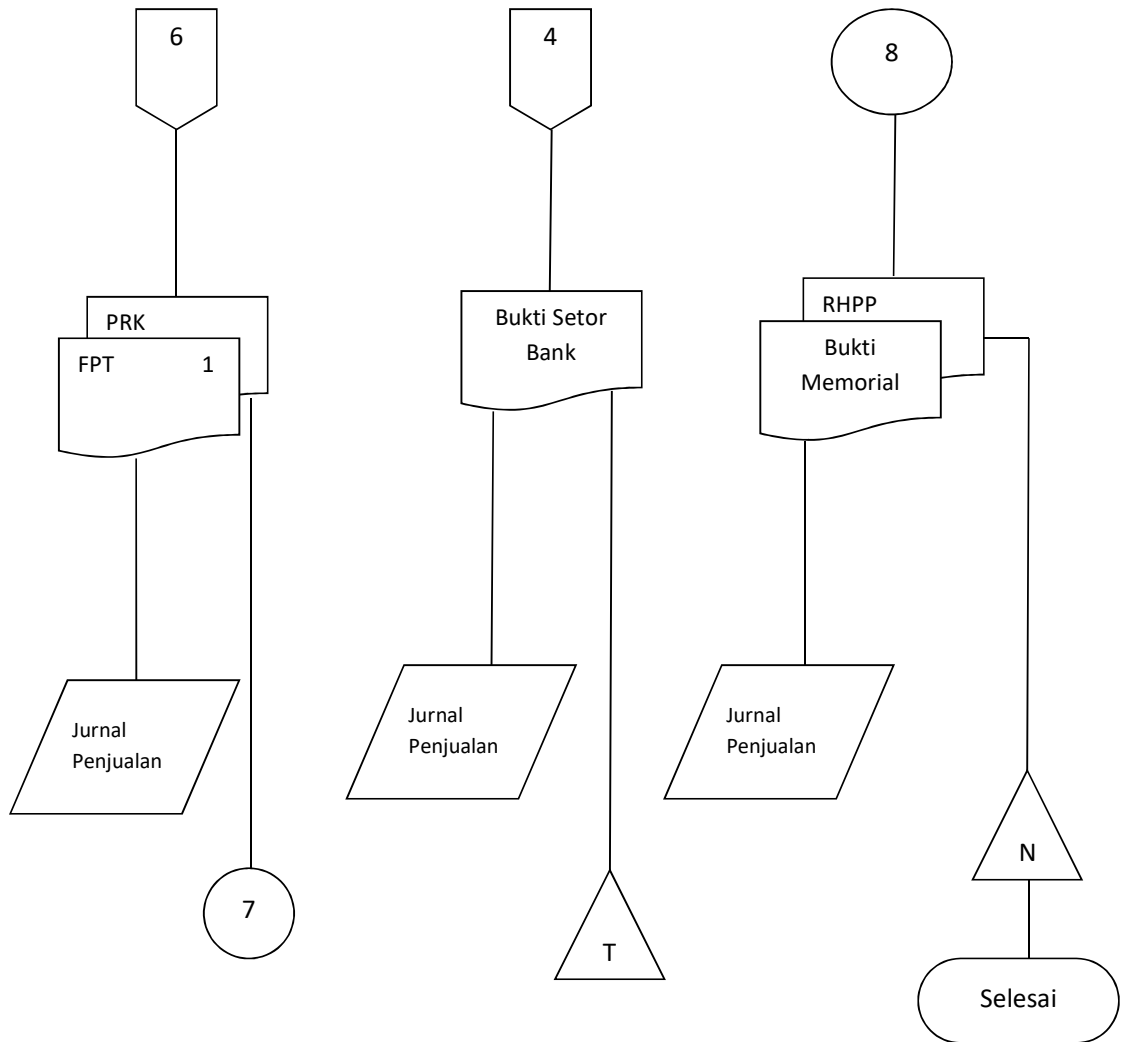 6
4
8
PRK
FPT 1
Bukti Setor
Bank
RHPP
Bukti
Memorial
Jurnal
Penjualan
Jurnal
Penjualan
Jurnal
Penjualan
7
T
N
Selesai